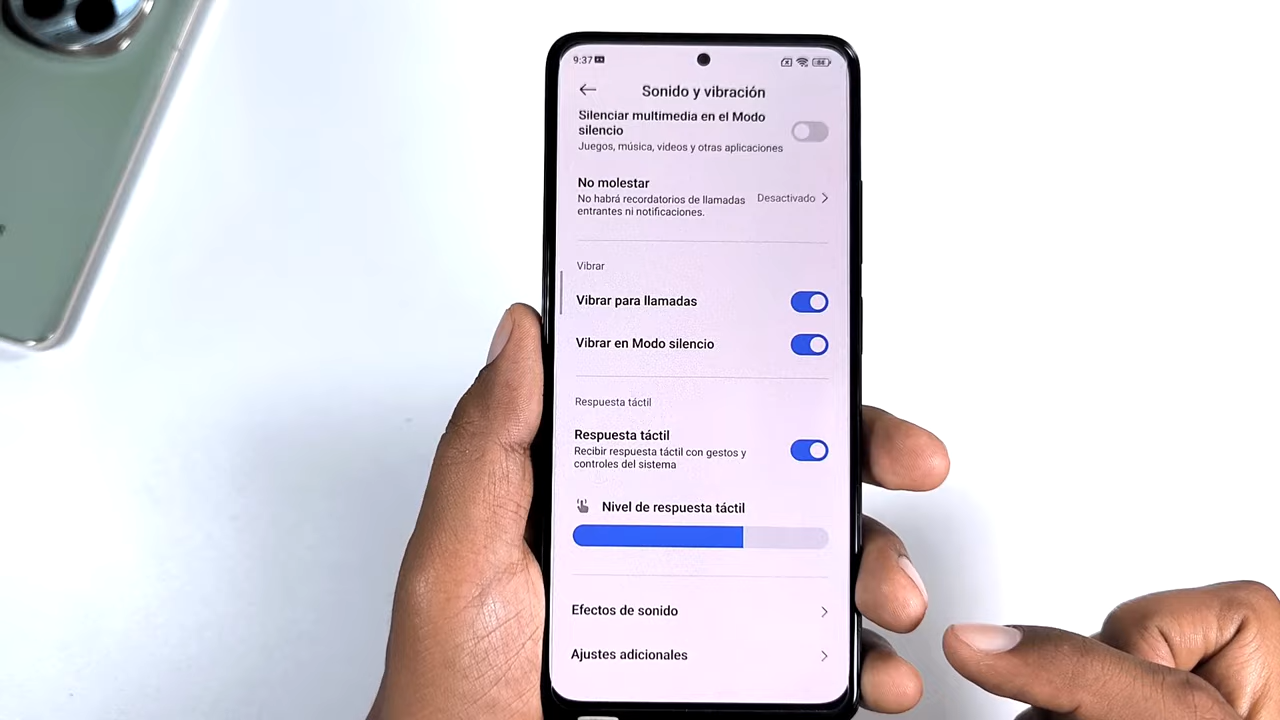 9:37
84
Sonido y vibración
Silenciar multimedia en el Modo
silencio
Juegos, música, videos y otras aplicaciones
No molestar
No habrá recordatorios de llamadas
entrantes ni notificaciones.
Desactivado
Vibrar
Vibrar para llamadas
Vibrar en Modo silencio
Respuesta táctil
Respuesta táctil
Recibir respuesta táctil con gestos y
controles del sistema
Nivel de respuesta táctil
Efectos de sonido
Ajustes adicionales